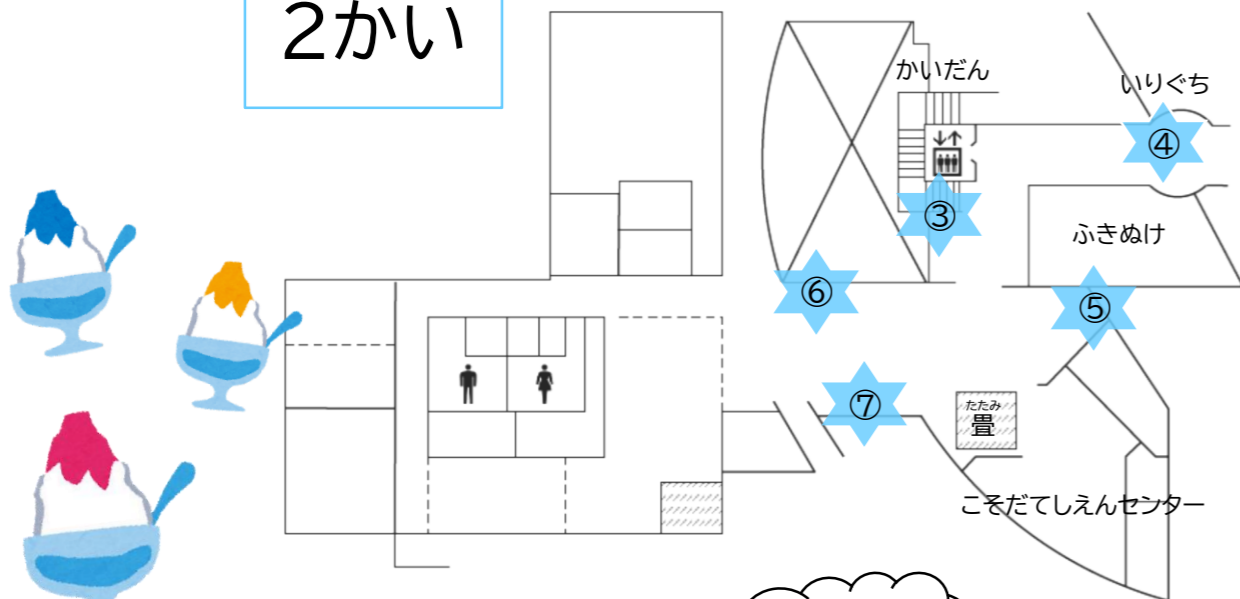 2かい
かいだん
いりぐち
④
③
ふきぬけ
⑥
⑤
⑦
たたみ
畳
こそだてしえんセンター